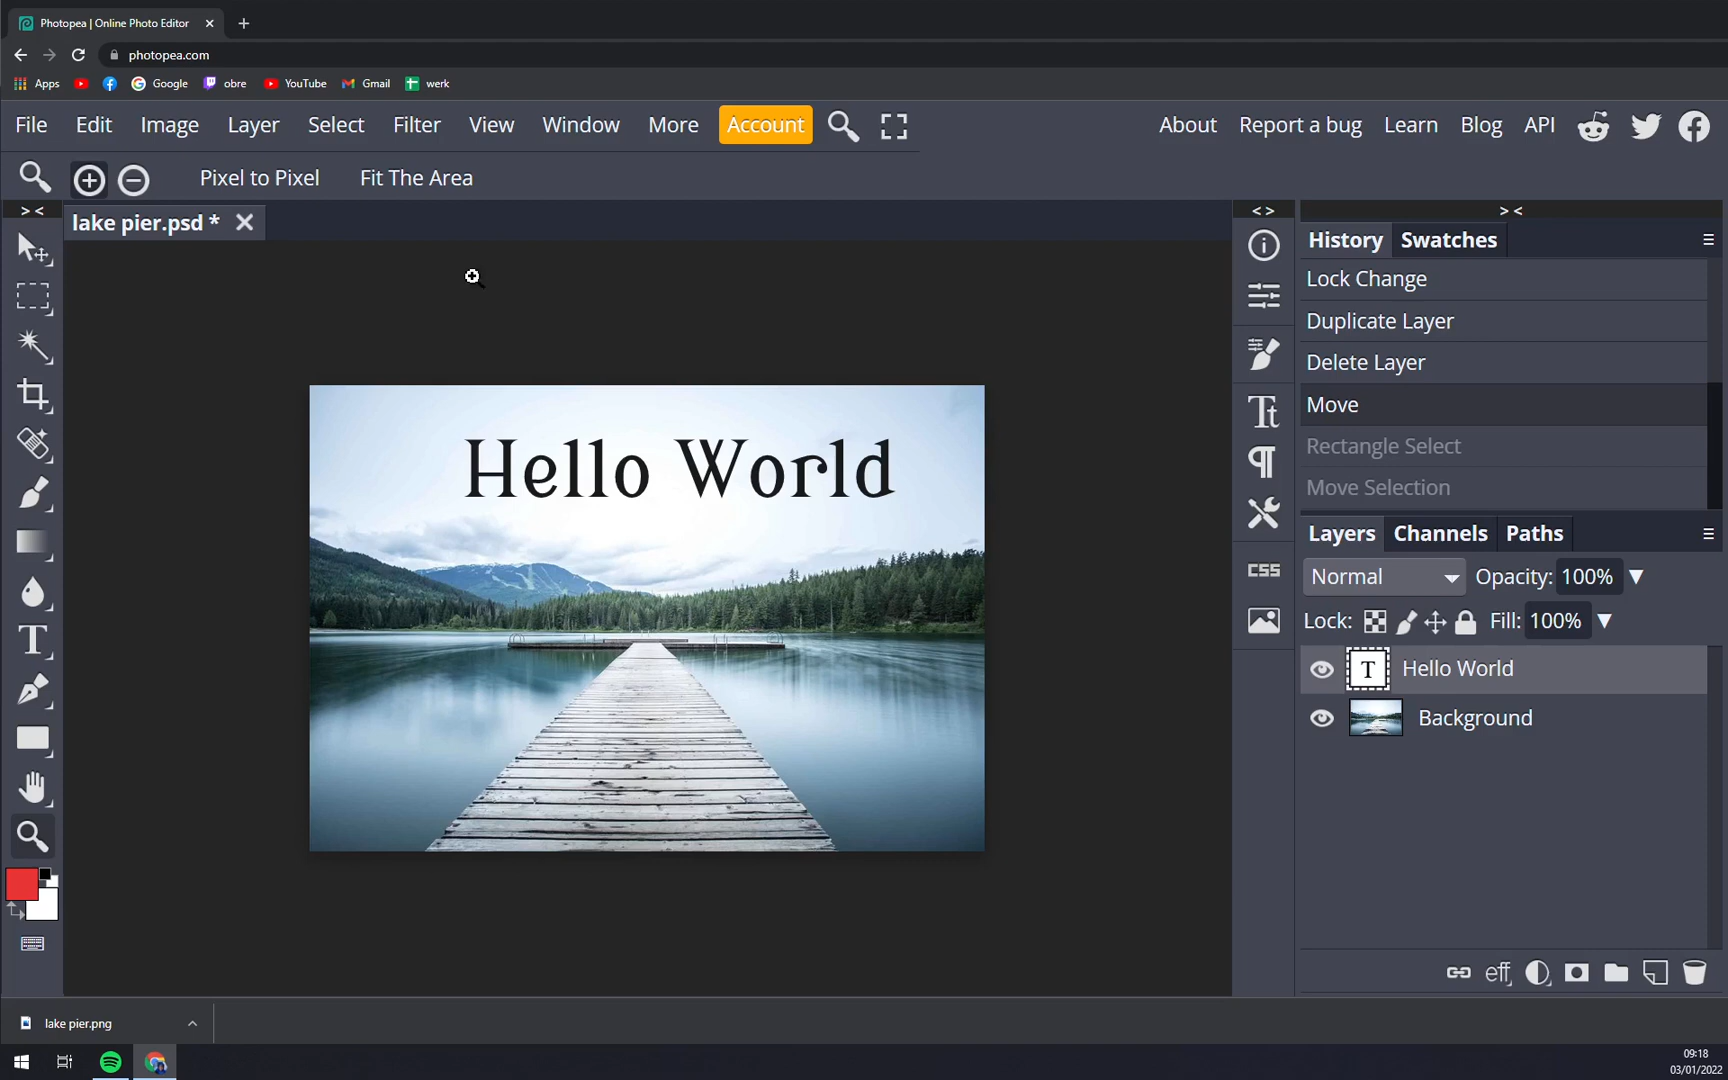 Photopea | Online Photo Editor
photopea.com
Apps Google obre YouTube Gmail werk
File Edit Image Layer Select Filter View Window More Account About Report a bug Learn Blog API
Pixel to Pixel Fit The Area
> < < > > <
lake pier.psd *
History Swatches
Lock Change
Duplicate Layer
Delete Layer
Move
Rectangle Select
Move Selection
Hello World
Layers Channels Paths
Normal Opacity: 100%
CSS
Lock: Fill: 100%
T Hello World
Background
eff
lake pier.png
09:18
03/01/2022